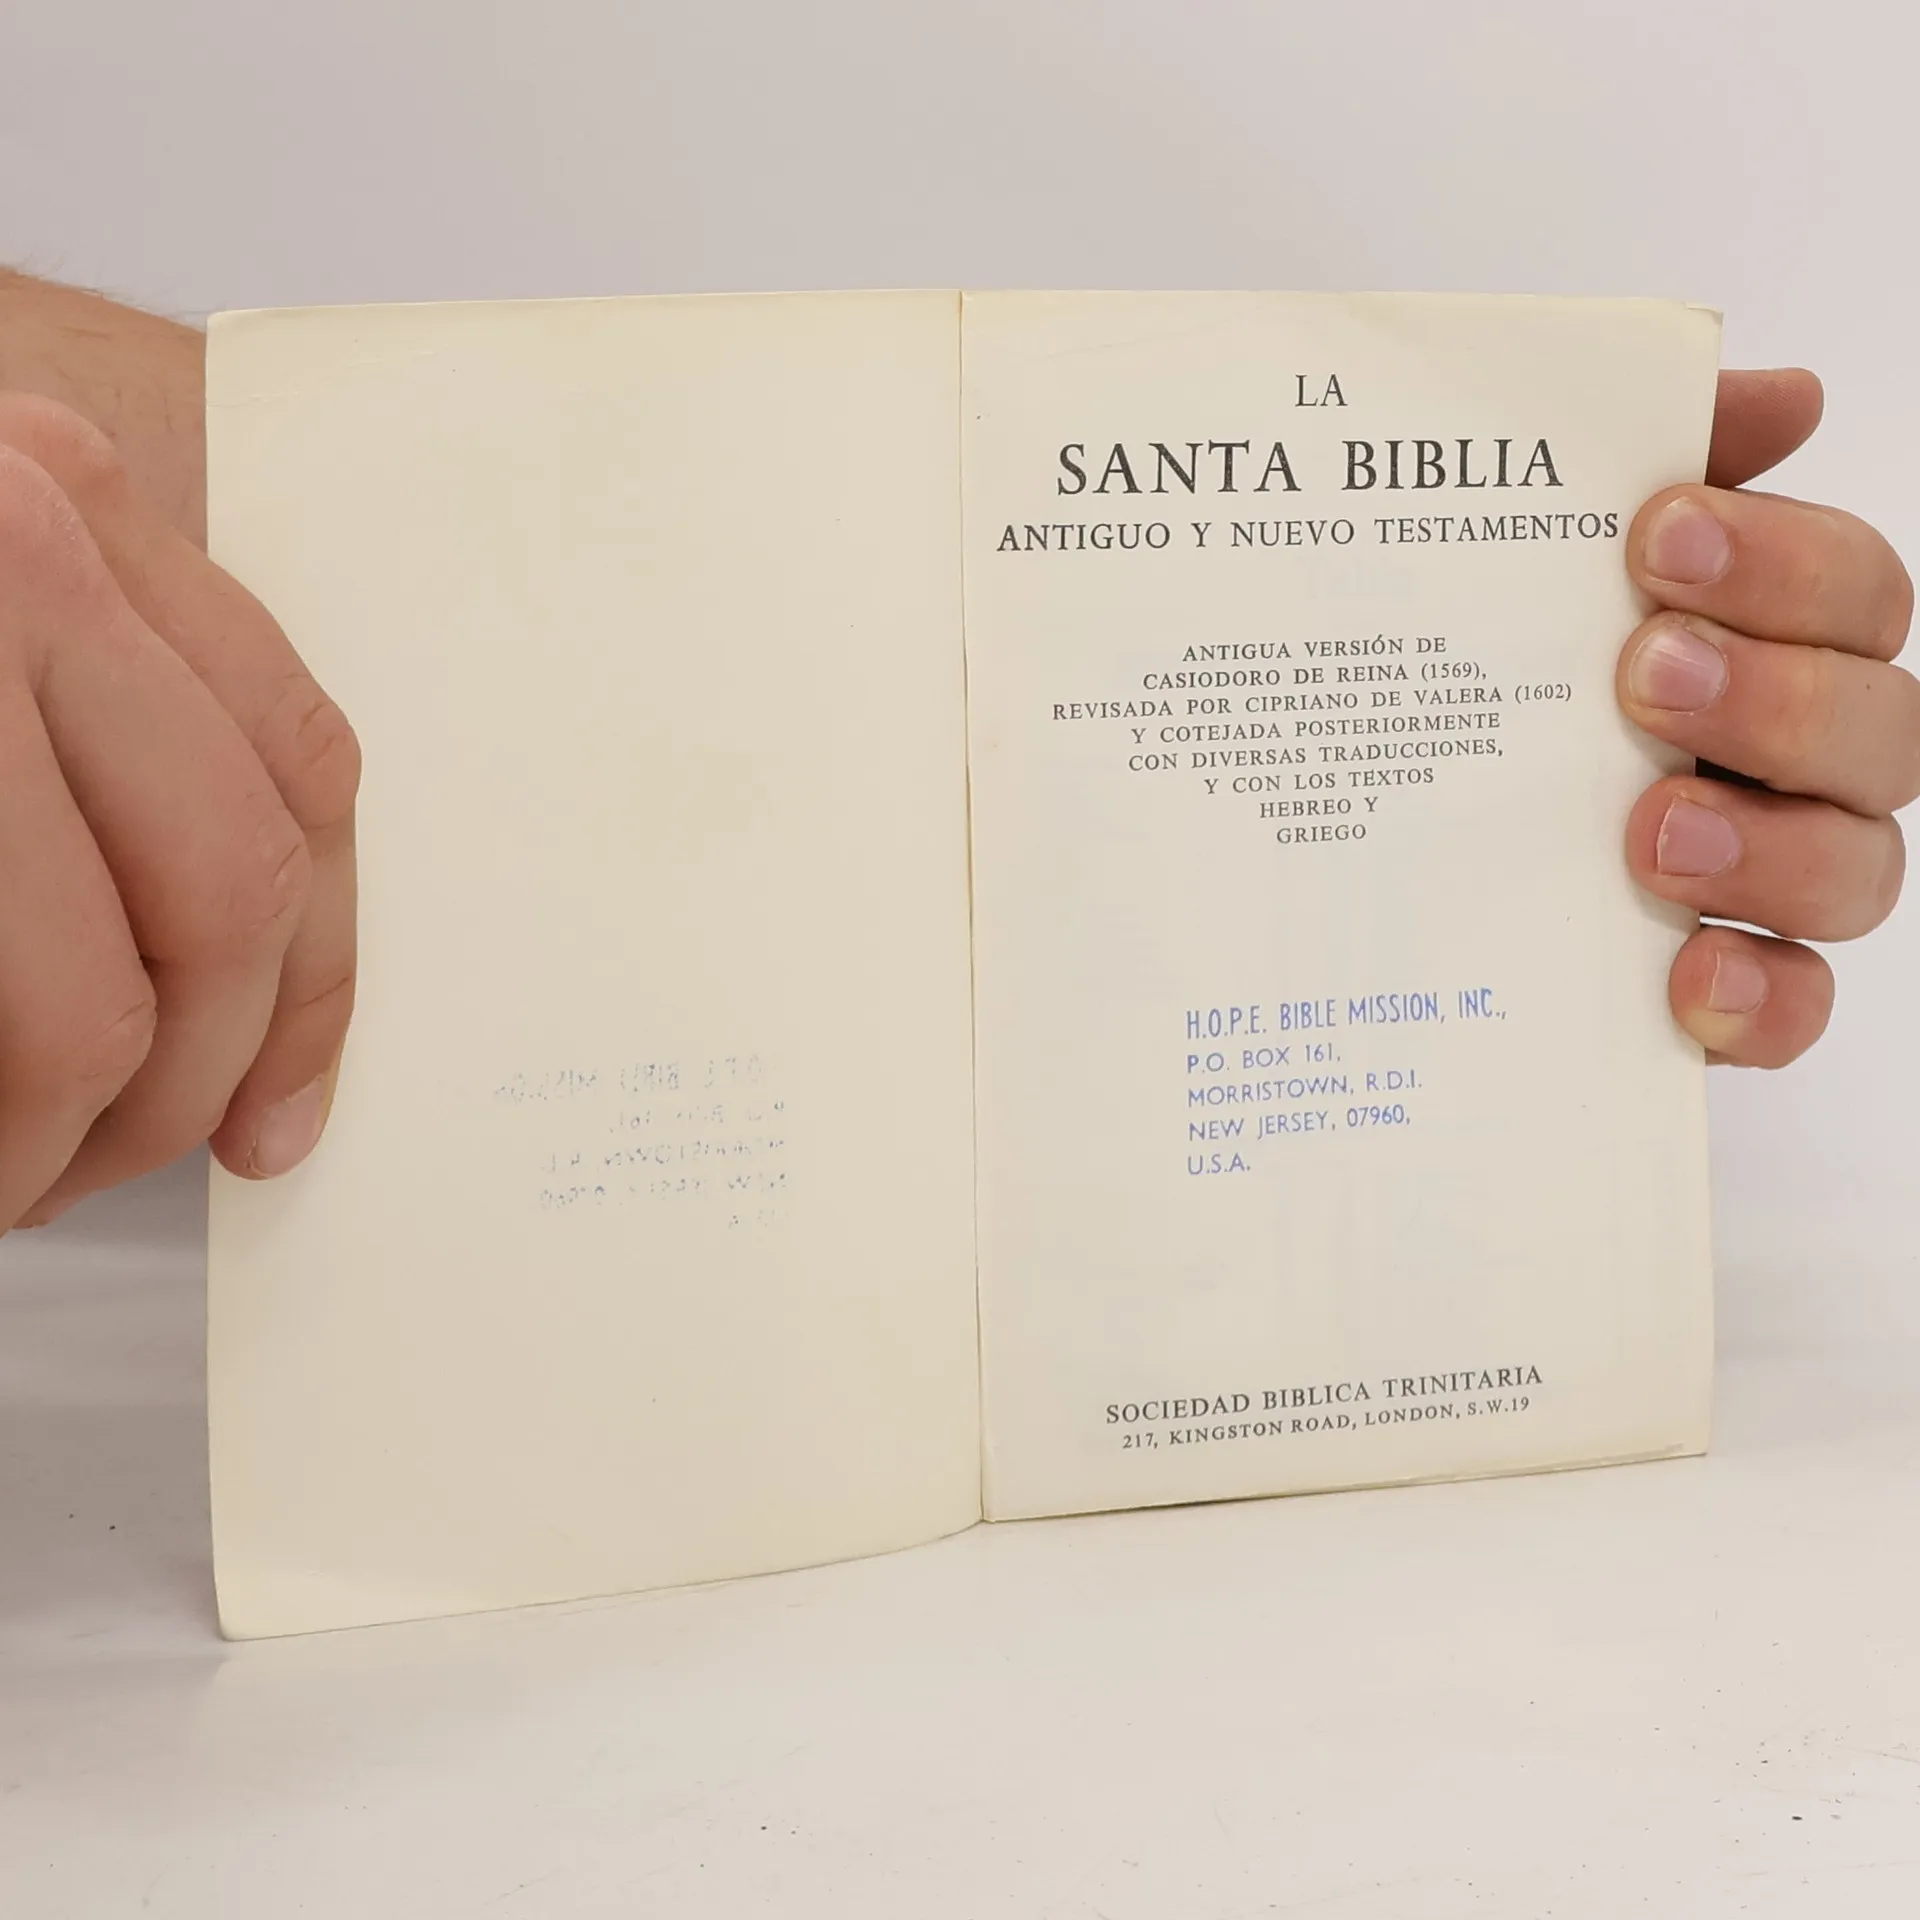 LA
SANTA BIBLIA
ANTIGUO Y NUEVO TESTAMENTOS
ANTIGUA VERSIÓN DE
CASIODORO DE REINA (1569),
REVISADA POR CIPRIANO DE VALERA (1602)
Y COTEJADA POSTERIORMENTE
CON DIVERSAS TRADUCCIONES,
Y CON LOS TEXTOS
HEBREO Y
GRIEGO
H.O.P.E. BIBLE MISSION, INC.,
P.O. BOX 161,
MORRISTOWN, R.D.I.
NEW JERSEY, 07960,
U.S.A.
SOCIEDAD BIBLICA TRINITARIA
217, KINGSTON ROAD, LONDON, S.W.19